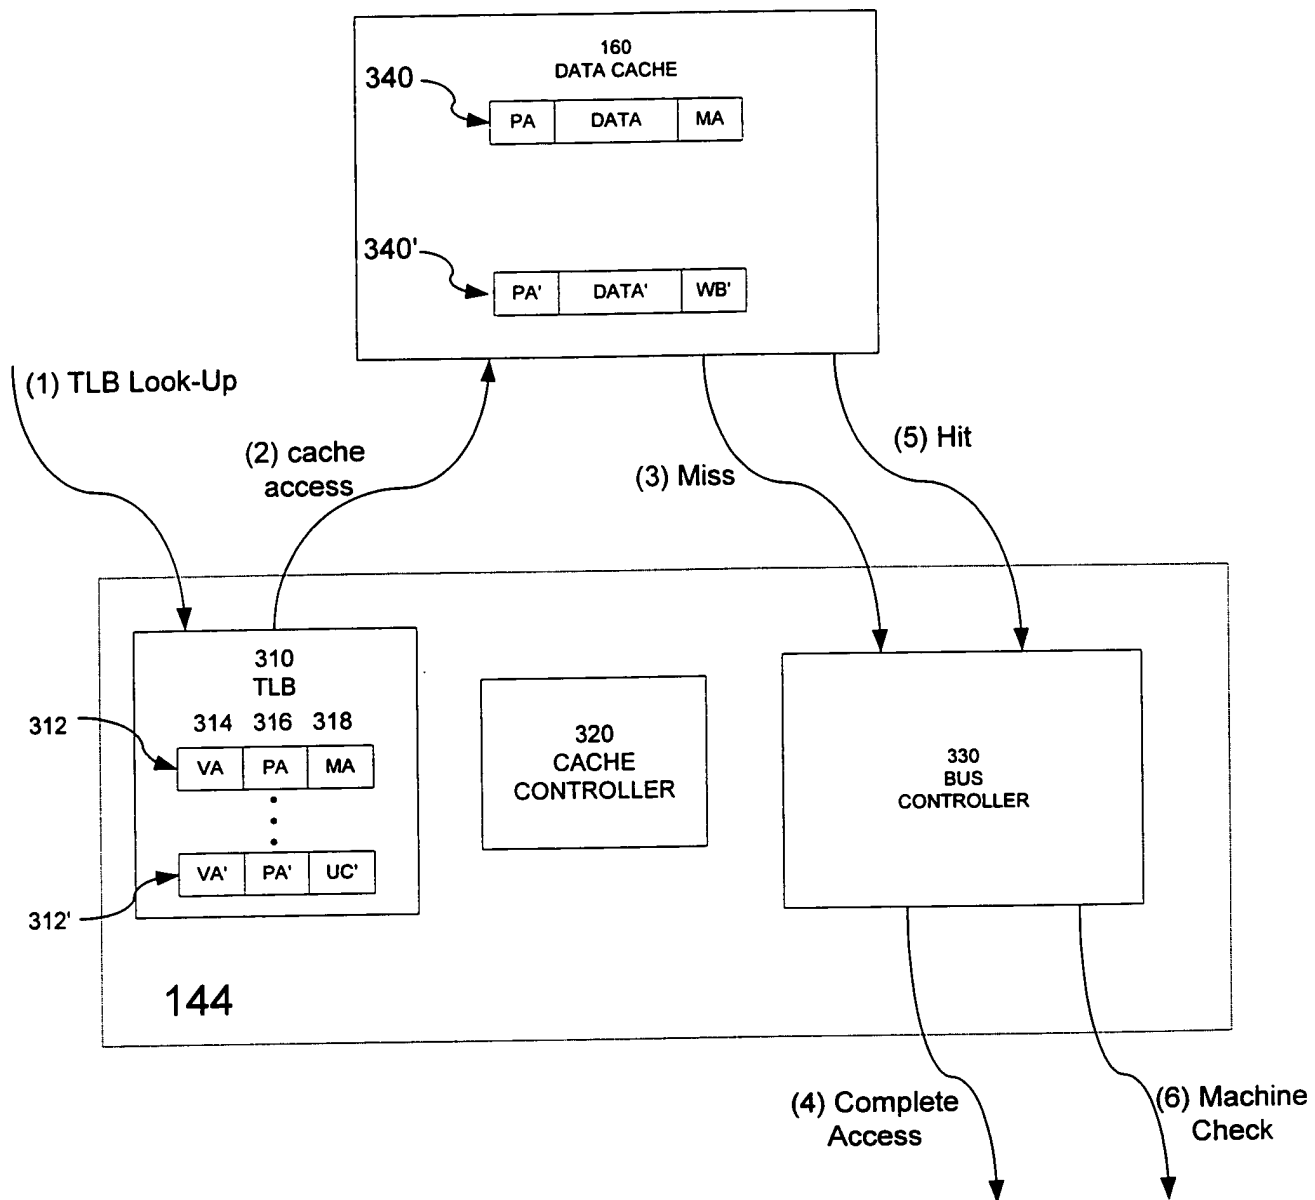 160
DATA CACHE
340
PA DATA MA
340'
PA' DATA' WB'
(1) TLB Look-Up
(2) cache
access
(3) Miss
(5) Hit
310
TLB
314 316 318
312
VA PA MA
VA' PA' UC'
312'
320
CACHE
CONTROLLER
330
BUS
CONTROLLER
144
(4) Complete
Access
(6) Machine
Check